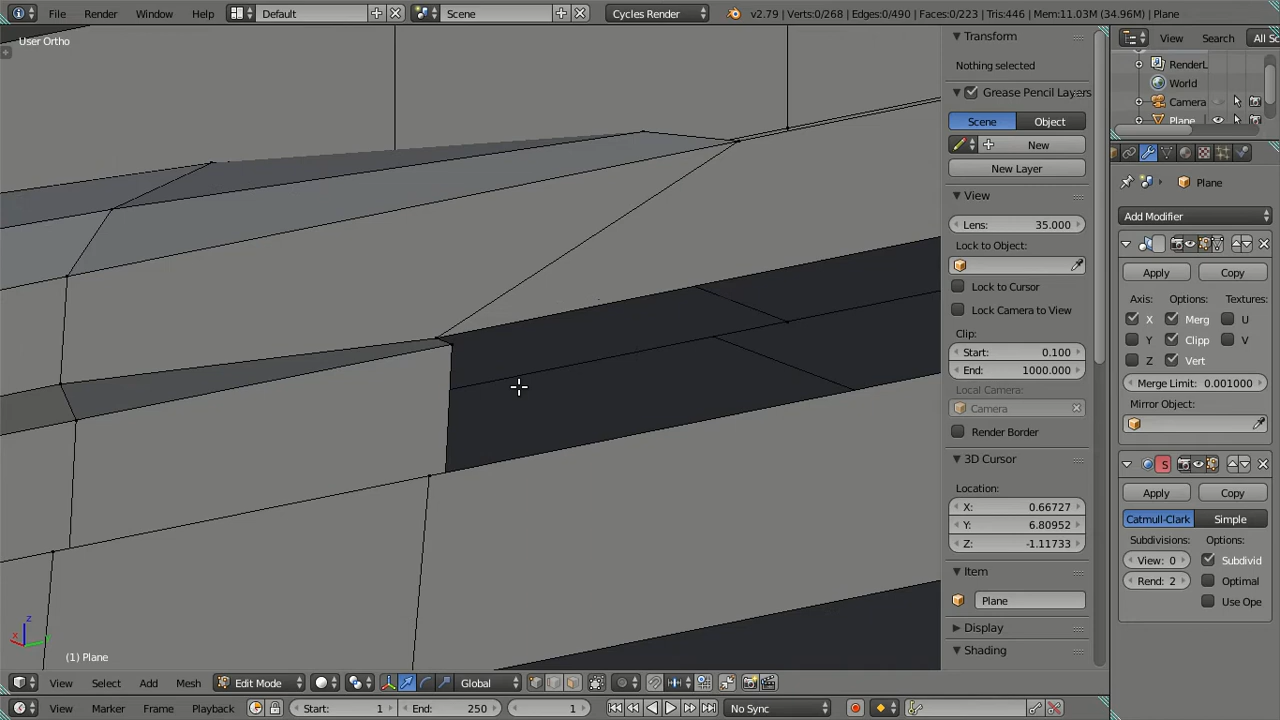 File Render Window Help Default Scene Cycles Render v2.79 | Verts:0/268 | Edges:0/490 | Faces:0/223 | Tris:446 | Mem:11.03M (34.96M) | Plane
User Ortho
Transform
Nothing selected
Grease Pencil Layers
Scene Object
New
New Layer
View
Lens: 35.000
Lock to Object:
Lock to Cursor
Lock Camera to View
Clip:
Start: 0.100
End: 1000.000
Local Camera:
Camera
Render Border
3D Cursor
Location:
X: 0.66727
Y: 6.80952
Z: -1.11733
Item
Plane
Display
Shading
View Search All Sc
RenderL
World
Camera
Plane
Plane
Add Modifier
Apply Copy
Axis: Options: Textures:
X Merg U
Y Clipp V
Z Vert
Merge Limit: 0.001000
Mirror Object:
S
Apply Copy
Catmull-Clark Simple
Subdivisions: Options:
View: 0 Subdivid
Rend: 2 Optimal
Use Ope
z
x
(1) Plane
View Select Add Mesh Edit Mode Global
View Marker Frame Playback Start: 1 End: 250 1 No Sync